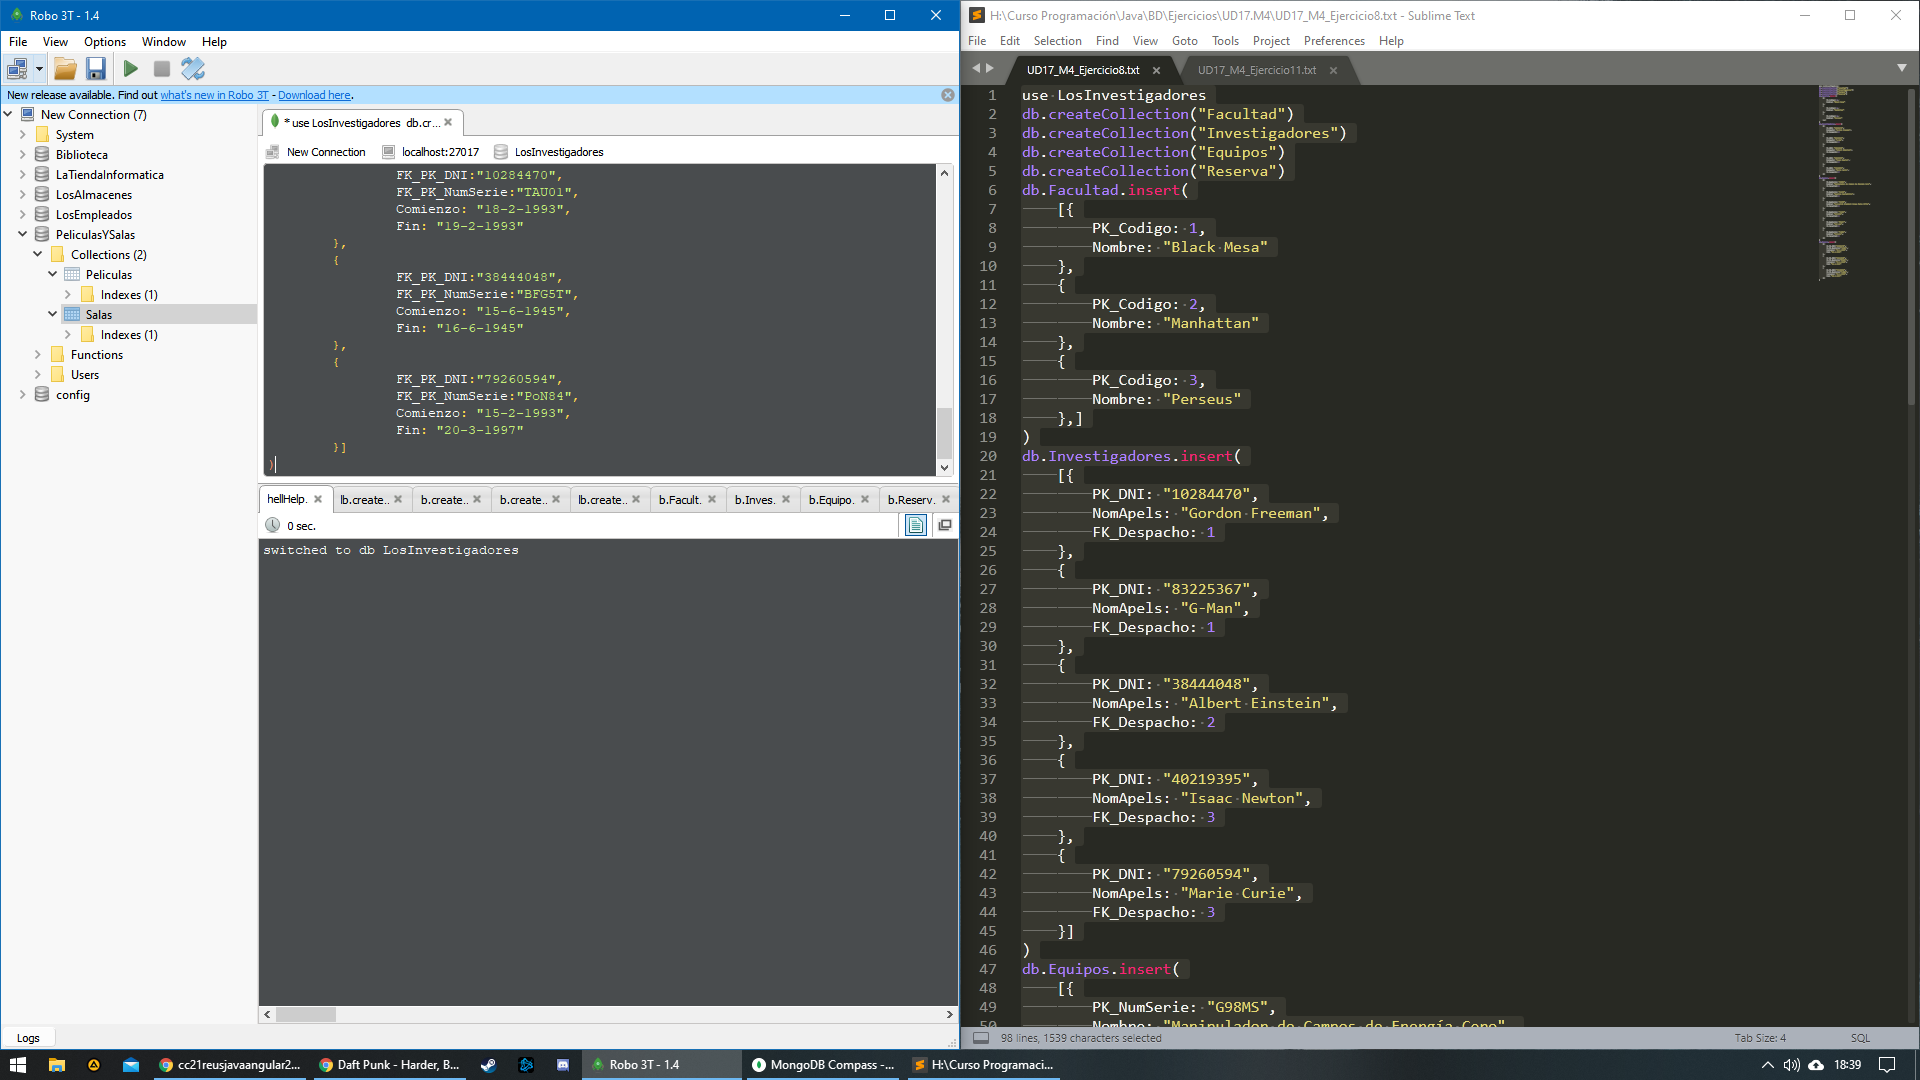 Robo 3T - 1.4
File View Options Window Help
New release available. Find out what's new in Robo 3T - Download here.
New Connection (7)
System
Biblioteca
LaTiendaInformatica
LosAlmacenes
LosEmpleados
PeliculasYSalas
Collections (2)
Peliculas
Indexes (1)
Salas
Indexes (1)
Functions
Users
config
* use LosInvestigadores db.cr...
New Connection localhost:27017 LosInvestigadores
FK_PK_DNI:"10284470",
FK_PK_NumSerie:"TAU01",
Comienzo: "18-2-1993",
Fin: "19-2-1993"
},
{
FK_PK_DNI:"38444048",
FK_PK_NumSerie:"BFG5T",
Comienzo: "15-6-1945",
Fin: "16-6-1945"
},
{
FK_PK_DNI:"79260594",
FK_PK_NumSerie:"PoN84",
Comienzo: "15-2-1993",
Fin: "20-3-1997"
}]
)
hellHelp. lb.create.. b.create.. b.create.. lb.create.. b.Facult. b.Inves. b.Equipo. b.Reserv.
0 sec.
switched to db LosInvestigadores
Logs
H:\Curso Programación\Java\BD\Ejercicios\UD17.M4\UD17_M4_Ejercicio8.txt - Sublime Text
File Edit Selection Find View Goto Tools Project Preferences Help
UD17_M4_Ejercicio8.txt UD17_M4_Ejercicio11.txt
1 use LosInvestigadores
2 db.createCollection("Facultad")
3 db.createCollection("Investigadores")
4 db.createCollection("Equipos")
5 db.createCollection("Reserva")
6 db.Facultad.insert(
7 [{
8 PK_Codigo: 1,
9 Nombre: "Black Mesa"
10 },
11 {
12 PK_Codigo: 2,
13 Nombre: "Manhattan"
14 },
15 {
16 PK_Codigo: 3,
17 Nombre: "Perseus"
18 },]
19 )
20 db.Investigadores.insert(
21 [{
22 PK_DNI: "10284470",
23 NomApels: "Gordon Freeman",
24 FK_Despacho: 1
25 },
26 {
27 PK_DNI: "83225367",
28 NomApels: "G-Man",
29 FK_Despacho: 1
30 },
31 {
32 PK_DNI: "38444048",
33 NomApels: "Albert Einstein",
34 FK_Despacho: 2
35 },
36 {
37 PK_DNI: "40219395",
38 NomApels: "Isaac Newton",
39 FK_Despacho: 3
40 },
41 {
42 PK_DNI: "79260594",
43 NomApels: "Marie Curie",
44 FK_Despacho: 3
45 }]
46 )
47 db.Equipos.insert(
48 [{
49 PK_NumSerie: "G98MS",
50 Nombre: "Manipulador de Campos de Energía Cero"
98 lines, 1539 characters selected Tab Size: 4 SQL
cc21reusjavaangular2... Daft Punk - Harder, B... Robo 3T - 1.4 MongoDB Compass -... H:\Curso Programaci... 18:39